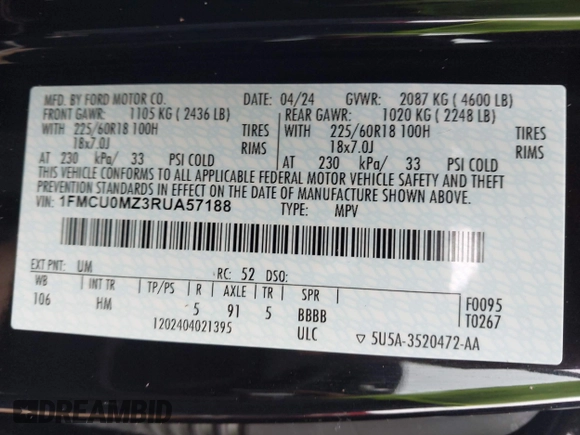 MFD. BY FORD MOTOR CO. DATE: 04/24 GVWR: 2087 KG ( 4600 LB)
FRONT GAWR: 1105 KG ( 2436 LB) REAR GAWR: 1020 KG ( 2248 LB)
WITH 225/60R18 100H TIRES WITH 225/60R18 100H TIRES
18x7.0J RIMS 18x7.0J RIMS
AT 230 kPa/ 33 PSI COLD AT 230 kPa/ 33 PSI COLD
THIS VEHICLE CONFORMS TO ALL APPLICABLE FEDERAL MOTOR VEHICLE SAFETY AND THEFT
PREVENTION STANDARDS IN EFFECT ON THE DATE OF MANUFACTURE SHOWN ABOVE.
VIN: 1FMCU0MZ3RUA57188 TYPE: MPV
EXT PNT: UM RC: 52 DSO:
WB INT TR TP/PS R AXLE TR SPR F0095
106 HM 5 91 5 BBBB T0267
1202404021395 ULC ▽ 5U5A-3520472-AA
DREAMBID